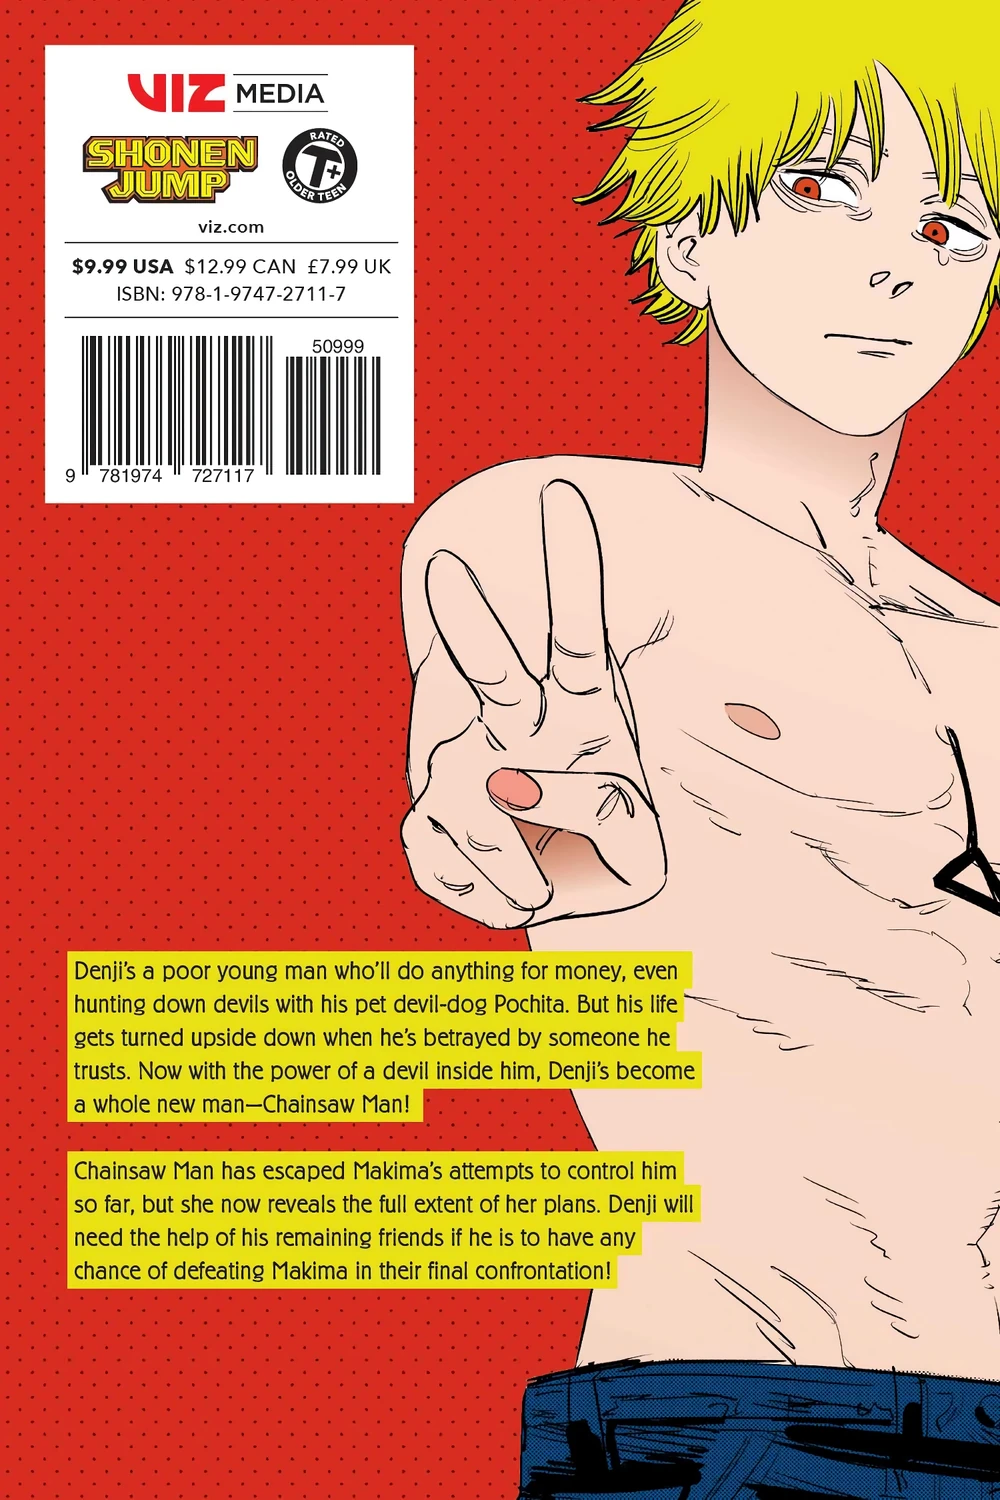 VIZ MEDIA
SHONEN
JUMP
RATED
T+
OLDER TEEN
viz.com
$9.99 USA $12.99 CAN £7.99 UK
ISBN: 978-1-9747-2711-7
50999
9 781974 727117
Denji's a poor young man who'll do anything for money, even
hunting down devils with his pet devil-dog Pochita. But his life
gets turned upside down when he's betrayed by someone he
trusts. Now with the power of a devil inside him, Denji's become
a whole new man—Chainsaw Man!
Chainsaw Man has escaped Makima's attempts to control him
so far, but she now reveals the full extent of her plans. Denji will
need the help of his remaining friends if he is to have any
chance of defeating Makima in their final confrontation!